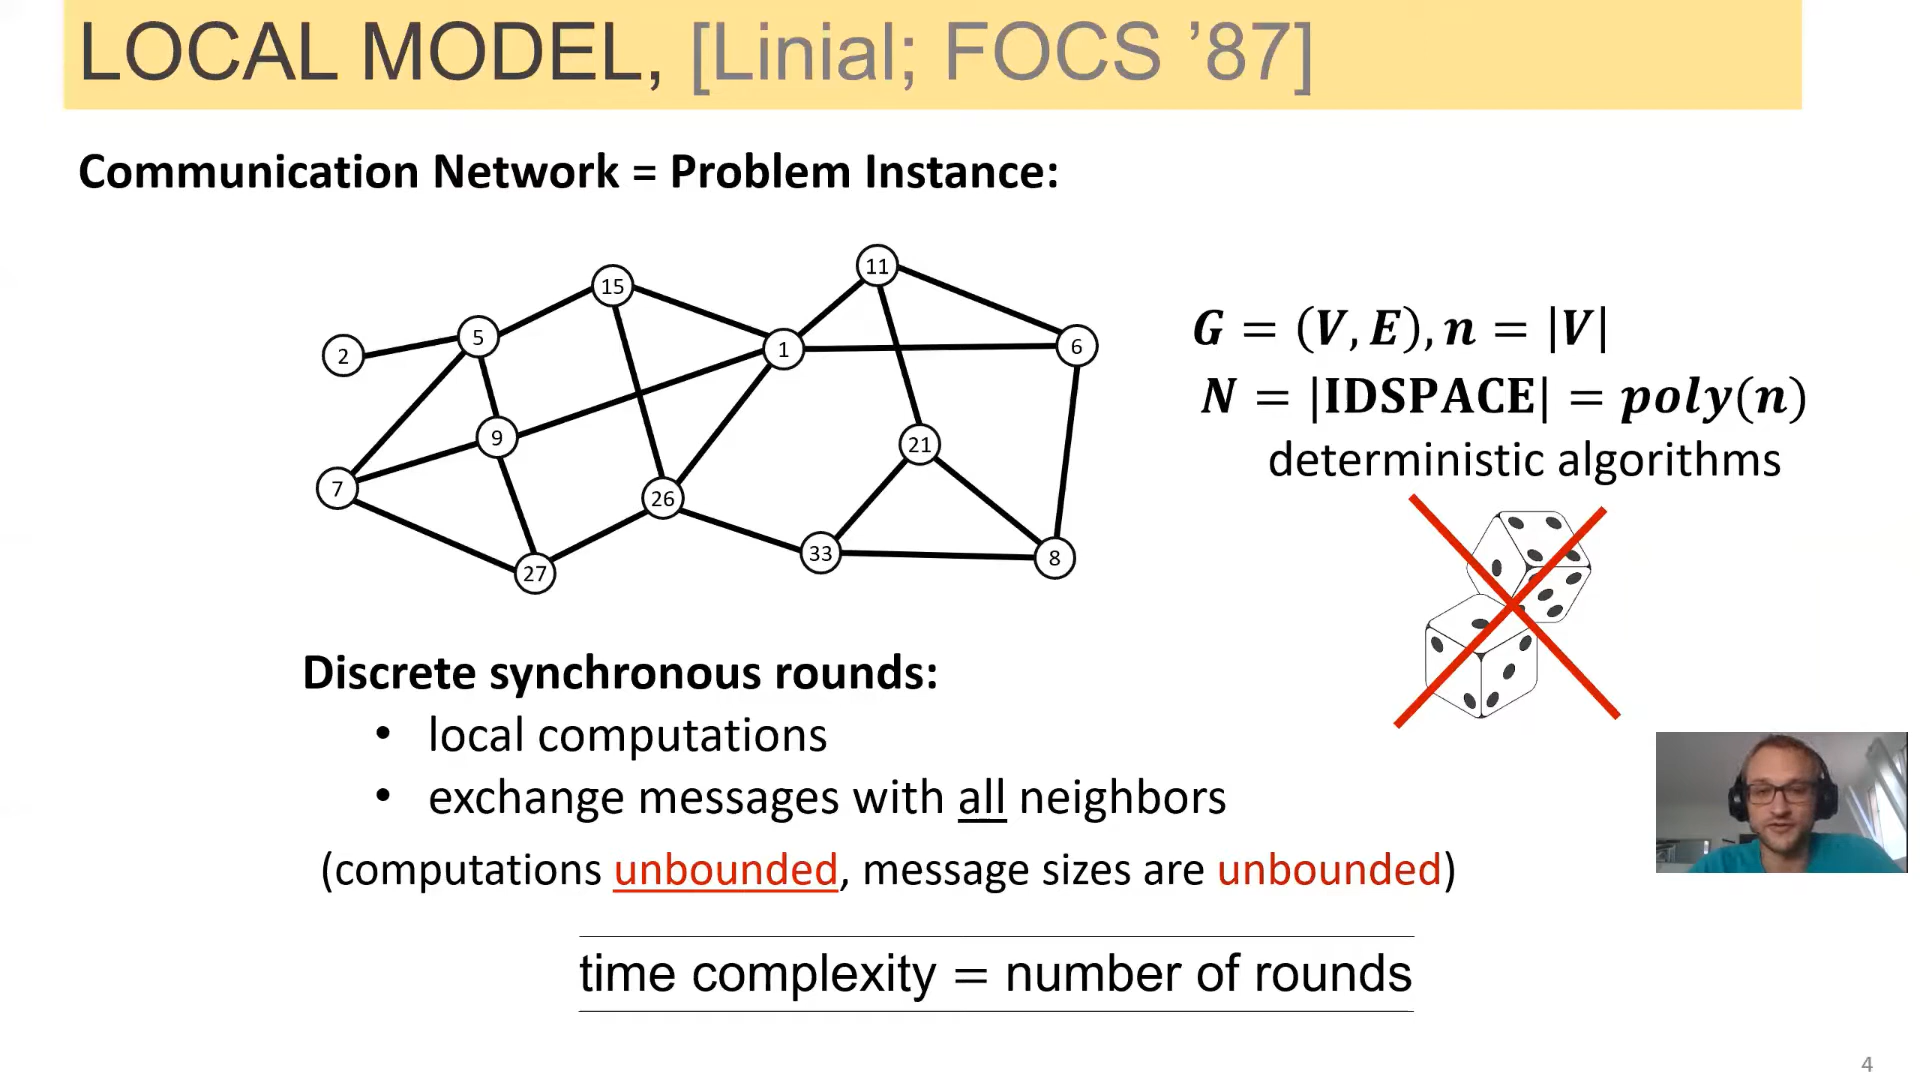 LOCAL MODEL, [Linial; FOCS ’87]
Communication Network = Problem Instance:
11
15
5
1
6
2
9
21
7
26
33
8
27
G = (V, E), n = |V|
N = |IDSPACE| = poly(n)
deterministic algorithms
Discrete synchronous rounds:
• local computations
• exchange messages with all neighbors
(computations unbounded, message sizes are unbounded)
time complexity = number of rounds
4